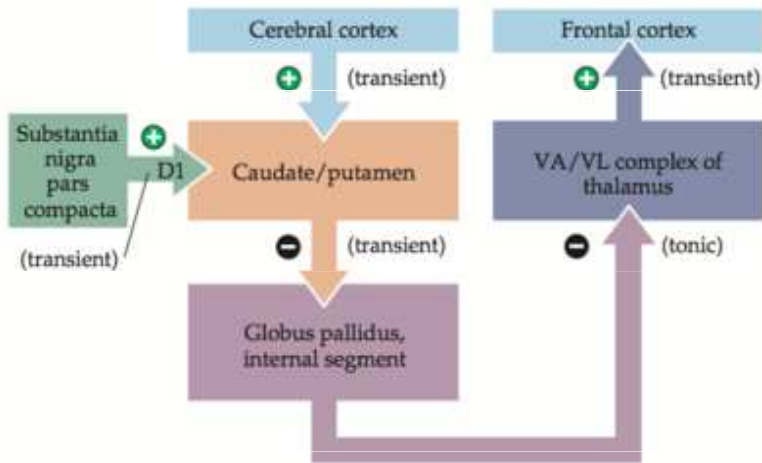 Cerebral cortex
Frontal cortex
+
(transient)
+
(transient)
Substantia
nigra
pars
compacta
+
D1
Caudate/putamen
VA/VL complex of
thalamus
(transient)
−
(transient)
−
(tonic)
Globus pallidus,
internal segment